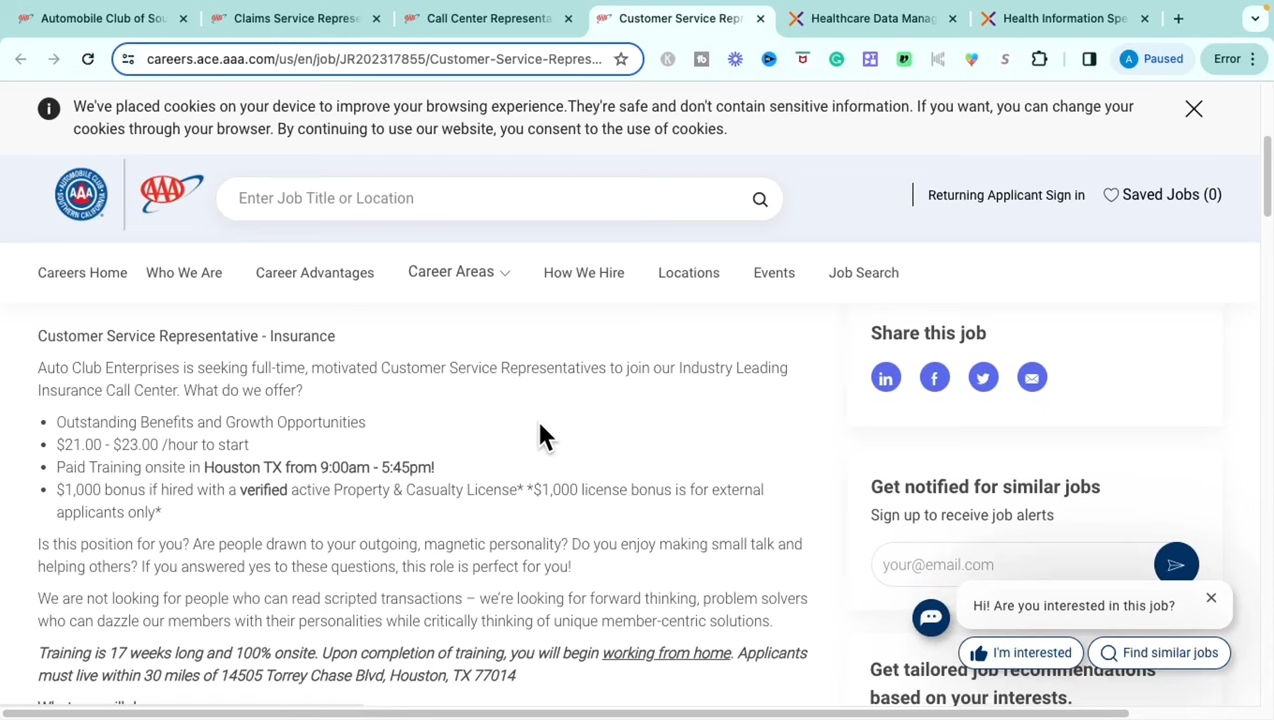 Automobile Club of Sou
Claims Service Represe
Call Center Representa
Customer Service Repr
Healthcare Data Manag
Health Information Spe
careers.ace.aaa.com/us/en/job/JR202317855/Customer-Service-Repres...
A Paused
Error
We've placed cookies on your device to improve your browsing experience.They're safe and don't contain sensitive information. If you want, you can change your
cookies through your browser. By continuing to use our website, you consent to the use of cookies.
AAA
AAA
Enter Job Title or Location
Returning Applicant Sign in
Saved Jobs (0)
Careers Home
Who We Are
Career Advantages
Career Areas
How We Hire
Locations
Events
Job Search
Customer Service Representative - Insurance
Auto Club Enterprises is seeking full-time, motivated Customer Service Representatives to join our Industry Leading
Insurance Call Center. What do we offer?
• Outstanding Benefits and Growth Opportunities
• $21.00 - $23.00 /hour to start
• Paid Training onsite in Houston TX from 9:00am - 5:45pm!
• $1,000 bonus if hired with a verified active Property & Casualty License* *$1,000 license bonus is for external
applicants only*
Is this position for you? Are people drawn to your outgoing, magnetic personality? Do you enjoy making small talk and
helping others? If you answered yes to these questions, this role is perfect for you!
We are not looking for people who can read scripted transactions – we're looking for forward thinking, problem solvers
who can dazzle our members with their personalities while critically thinking of unique member-centric solutions.
Training is 17 weeks long and 100% onsite. Upon completion of training, you will begin working from home. Applicants
must live within 30 miles of 14505 Torrey Chase Blvd, Houston, TX 77014
Share this job
Get notified for similar jobs
Sign up to receive job alerts
your@email.com
Hi! Are you interested in this job?
I'm interested
Find similar jobs
Get tailored job recommendations
based on your interests.